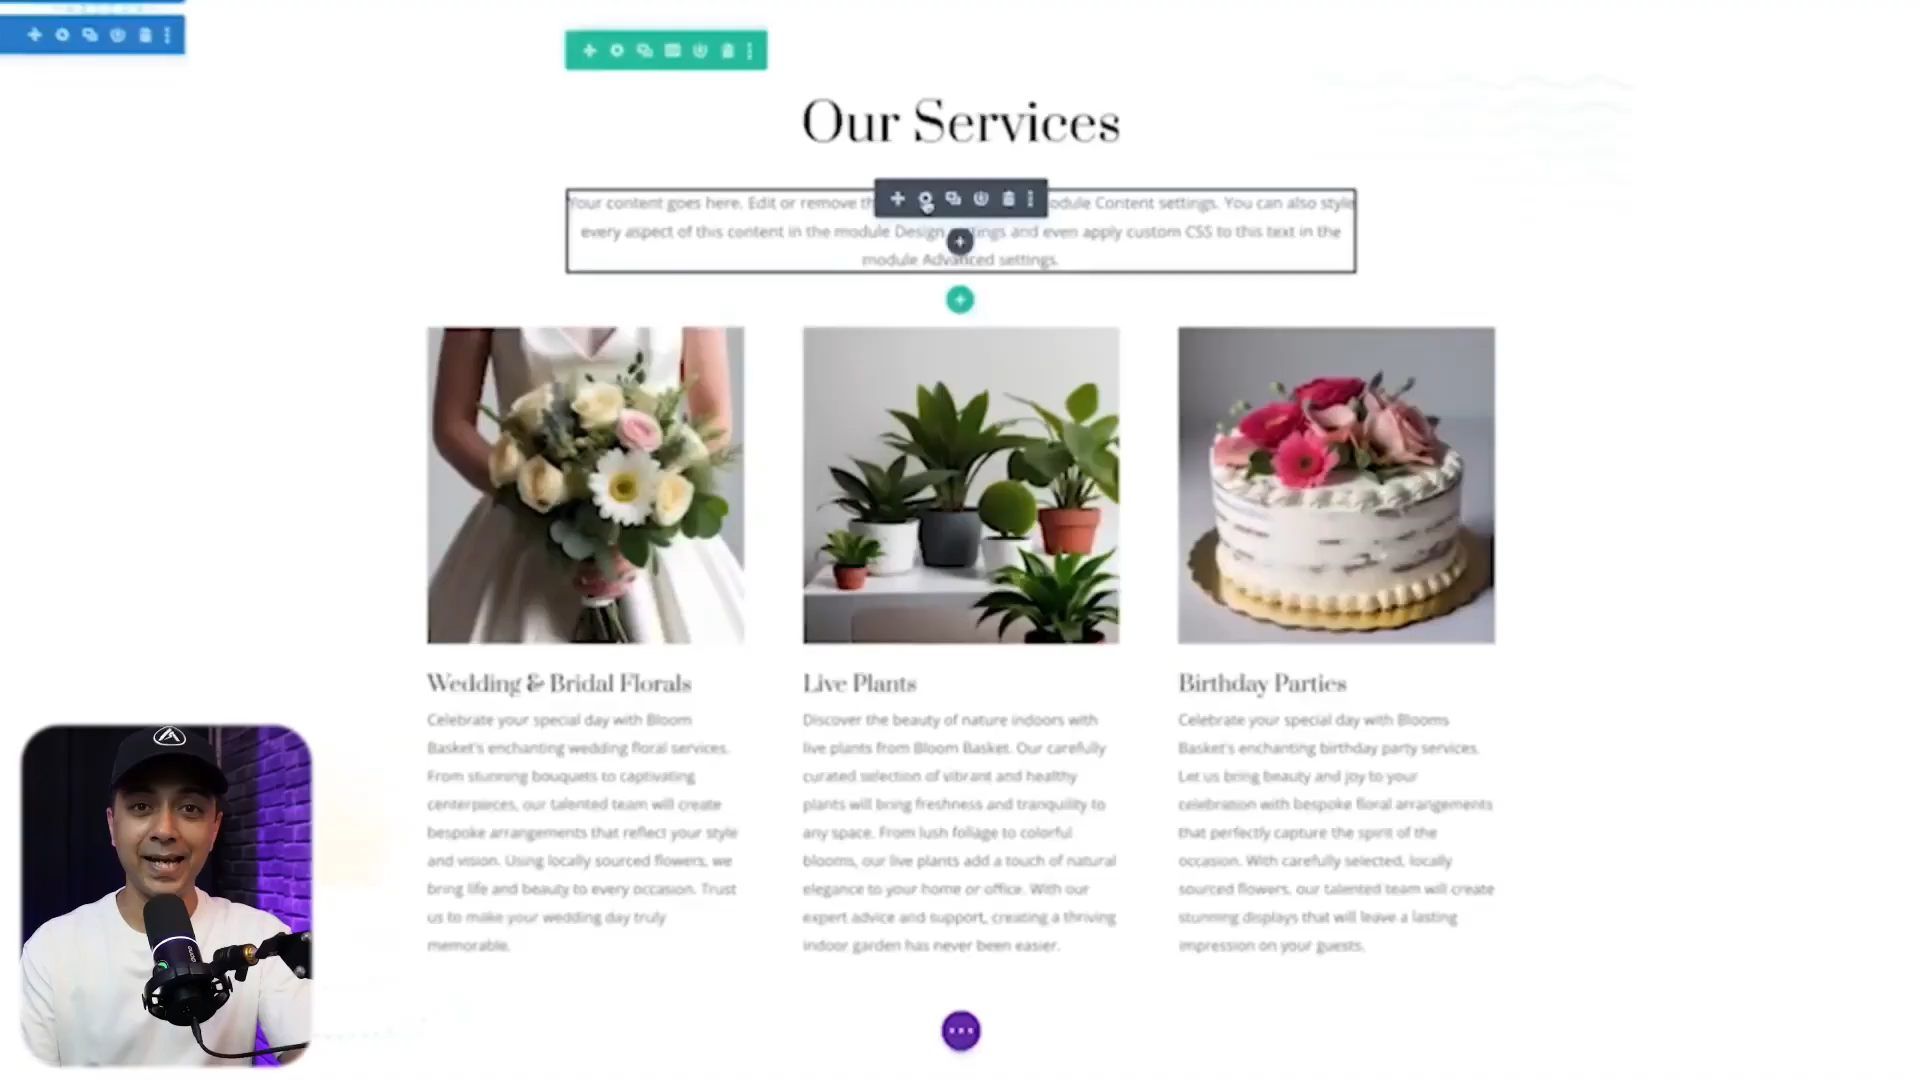 Our Services
Your content goes here. Edit or remove th odule Content settings. You can also style
every aspect of this content in the module Design ttings and even apply custom CSS to this text in the
module Advanced settings.
Wedding & Bridal Florals
Celebrate your special day with Bloom
Basket's enchanting wedding floral services.
From stunning bouquets to captivating
centerpieces, our talented team will create
bespoke arrangements that reflect your style
and vision. Using locally sourced flowers, we
bring life and beauty to every occasion. Trust
us to make your wedding day truly
memorable.
Live Plants
Discover the beauty of nature indoors with
live plants from Bloom Basket. Our carefully
curated selection of vibrant and healthy
plants will bring freshness and tranquility to
any space. From lush foliage to colorful
blooms, our live plants add a touch of natural
elegance to your home or office. With our
expert advice and support, creating a thriving
indoor garden has never been easier.
Birthday Parties
Celebrate your special day with Blooms
Basket's enchanting birthday party services.
Let us bring beauty and joy to your
celebration with bespoke floral arrangements
that perfectly capture the spirit of the
occasion. With carefully selected, locally
sourced flowers, our talented team will create
stunning displays that will leave a lasting
impression on your guests.